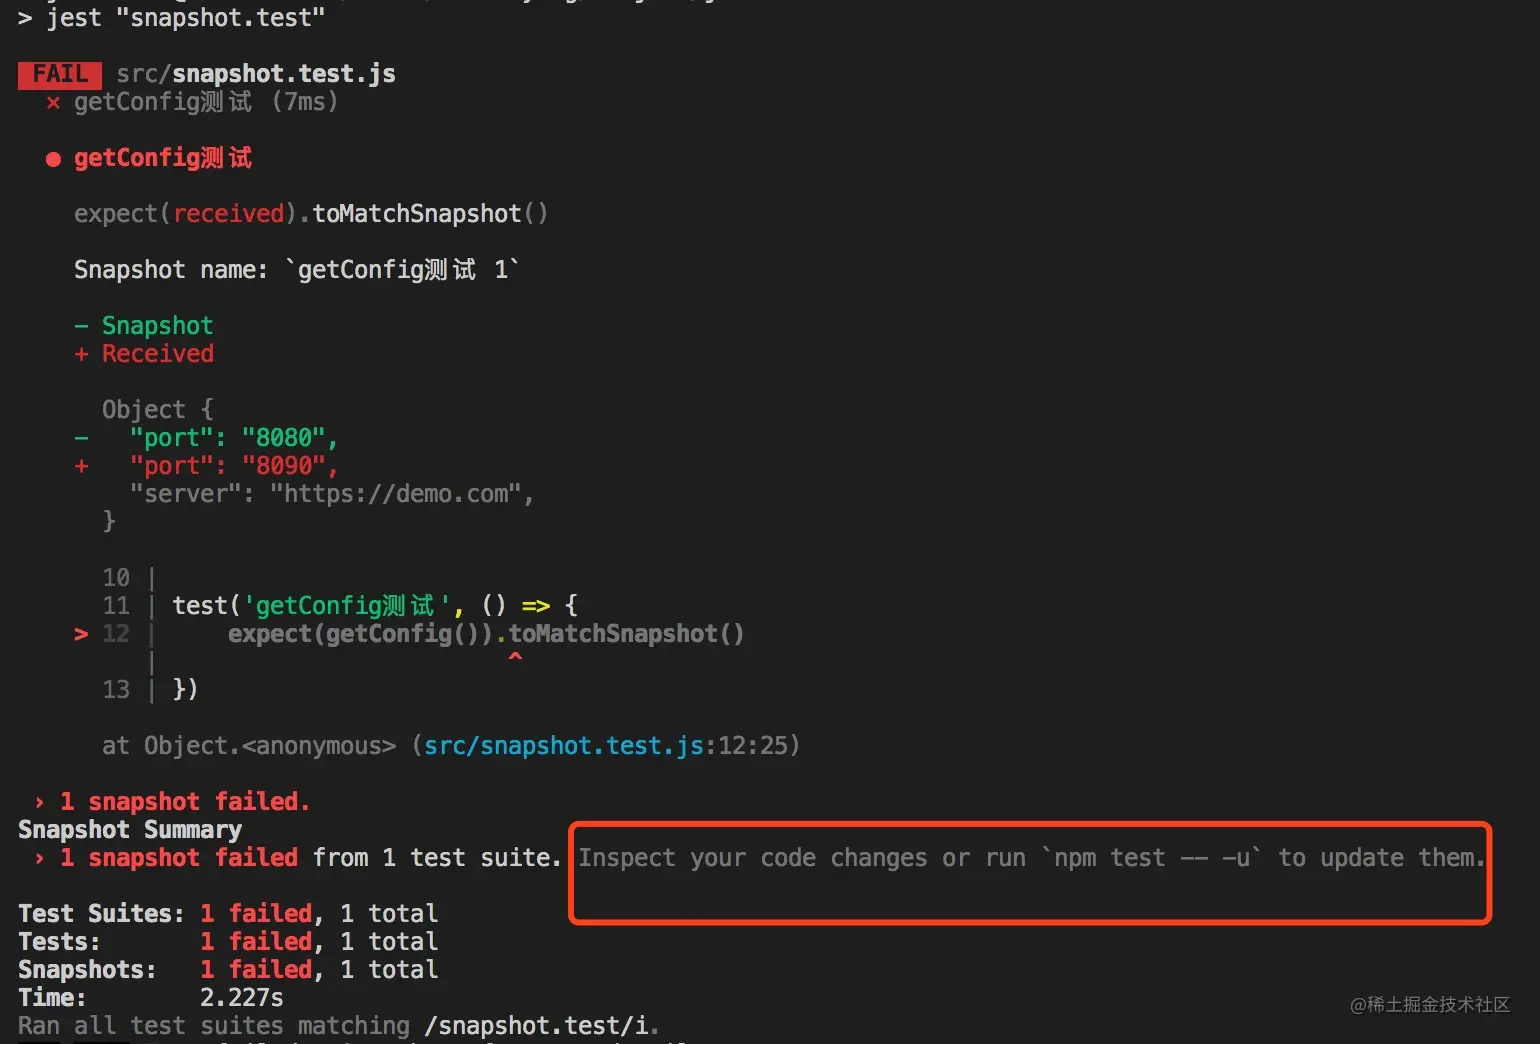 > jest "snapshot.test"
FAIL src/snapshot.test.js
× getConfig测试 (7ms)
● getConfig测试
expect(received).toMatchSnapshot()
Snapshot name: `getConfig测试 1`
- Snapshot
+ Received
Object {
-   "port": "8080",
+   "port": "8090",
"server": "https://demo.com",
}
10 |
11 | test('getConfig测试', () => {
> 12 |     expect(getConfig()).toMatchSnapshot()
|                         ^
13 | })
at Object.<anonymous> (src/snapshot.test.js:12:25)
› 1 snapshot failed.
Snapshot Summary
› 1 snapshot failed from 1 test suite. Inspect your code changes or run `npm test -- -u` to update them.
Test Suites: 1 failed, 1 total
Tests:       1 failed, 1 total
Snapshots:   1 failed, 1 total
Time:        2.227s
Ran all test suites matching /snapshot.test/i.
@稀土掘金技术社区